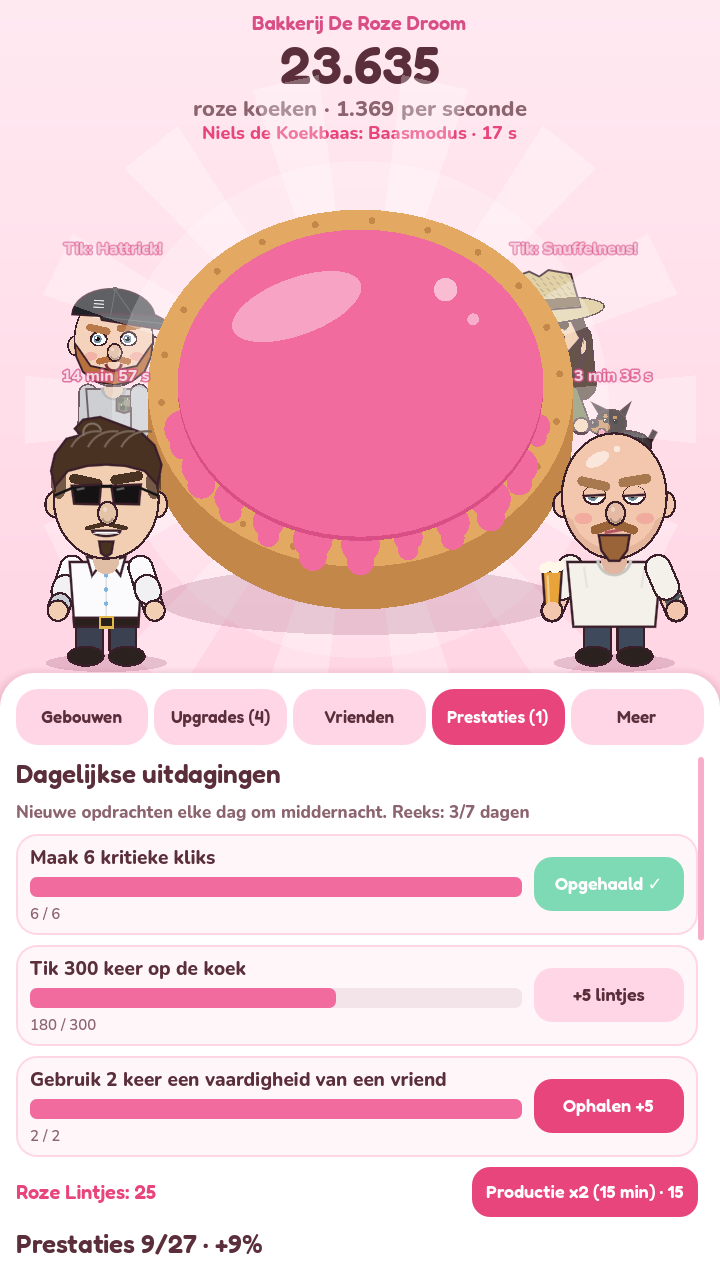 Bakkerij De Roze Droom
23.635
roze koeken · 1.369 per seconde
Niels de Koekbaas: Baasmodus · 17 s
Tik: Hattrick!
Tik: Snuffelneus!
14 min 57 s
3 min 35 s
Gebouwen
Upgrades (4)
Vrienden
Prestaties (1)
Meer
Dagelijkse uitdagingen
Nieuwe opdrachten elke dag om middernacht. Reeks: 3/7 dagen
Maak 6 kritieke kliks
6 / 6
Opgehaald ✓
Tik 300 keer op de koek
180 / 300
+5 lintjes
Gebruik 2 keer een vaardigheid van een vriend
2 / 2
Ophalen +5
Roze Lintjes: 25
Productie x2 (15 min) · 15
Prestaties 9/27 · +9%